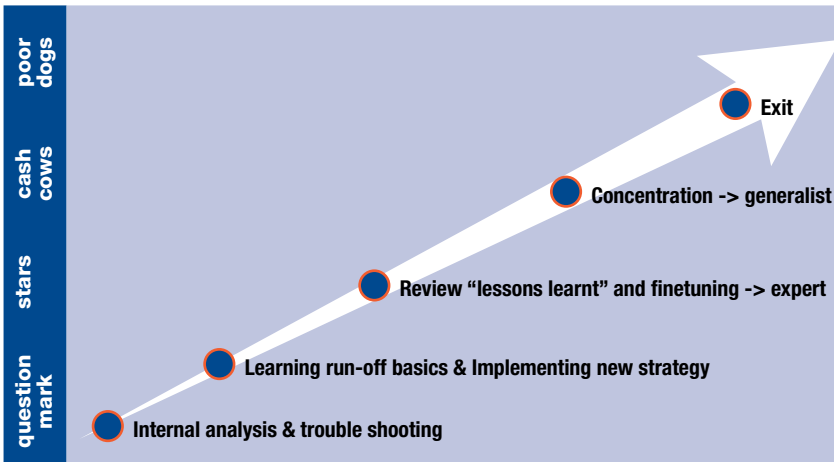 poor
dogs
Exit
cash
cows
Concentration -> generalist
stars
Review “lessons learnt” and finetuning -> expert
Learning run-off basics & Implementing new strategy
question
mark
Internal analysis & trouble shooting